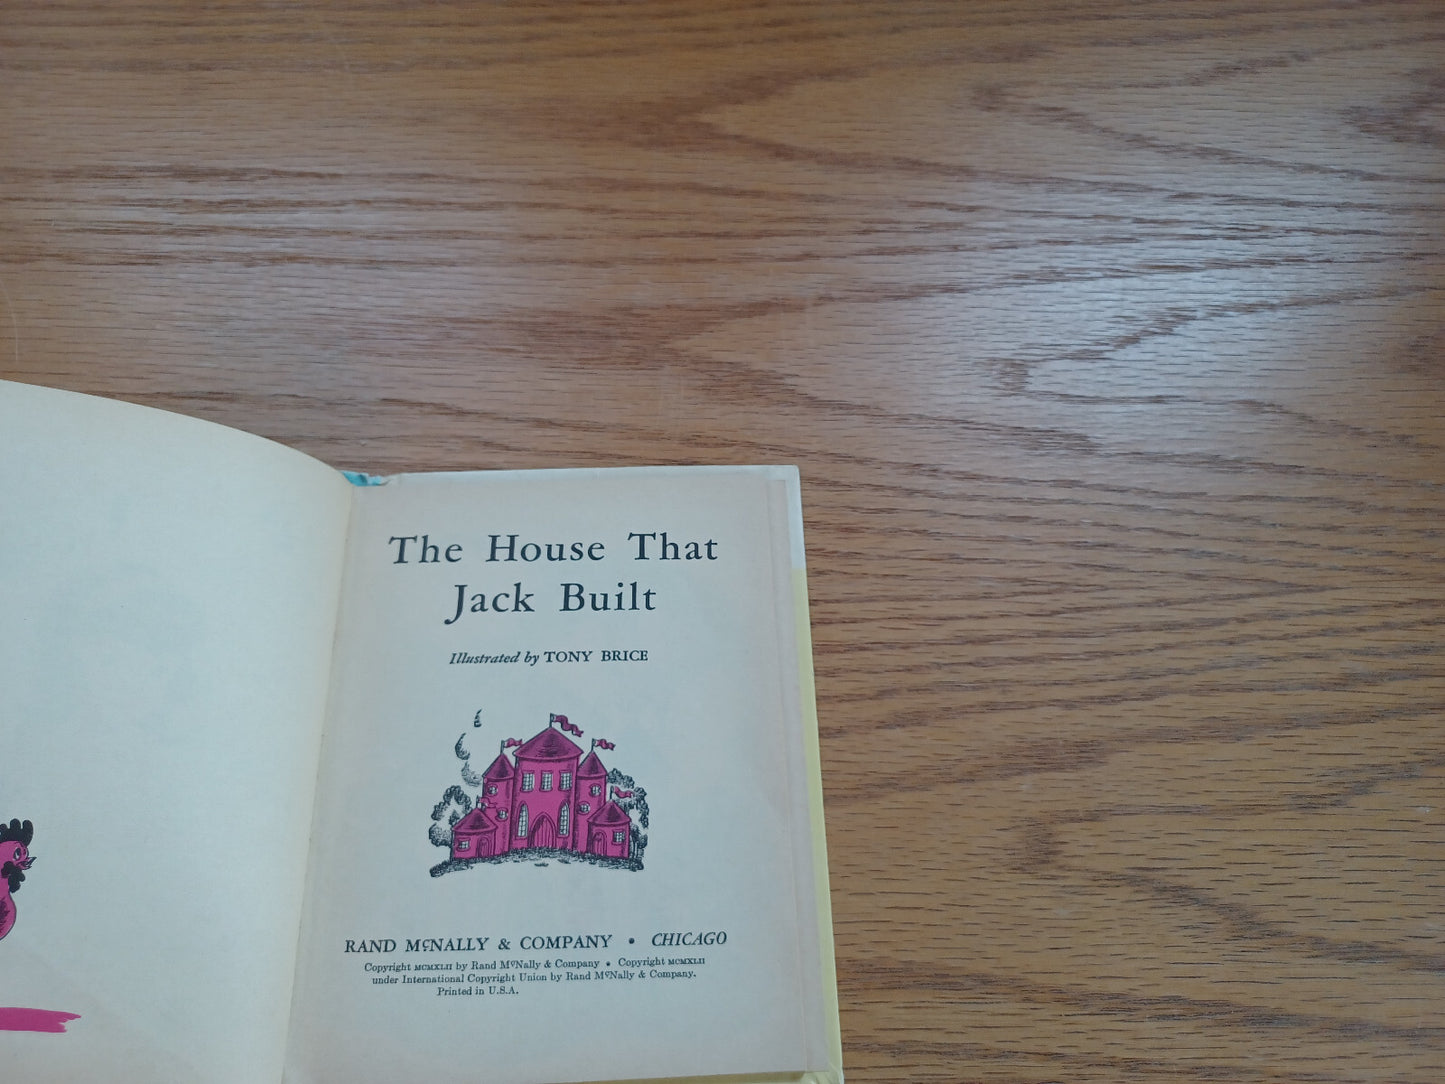 The House That
Jack Built
Illustrated by TONY BRICE
RAND MCNALLY & COMPANY • CHICAGO
Copyright MCMXLII by Rand McNally & Company • Copyright MCMXLII
under International Copyright Union by Rand McNally & Company.
Printed in U.S.A.